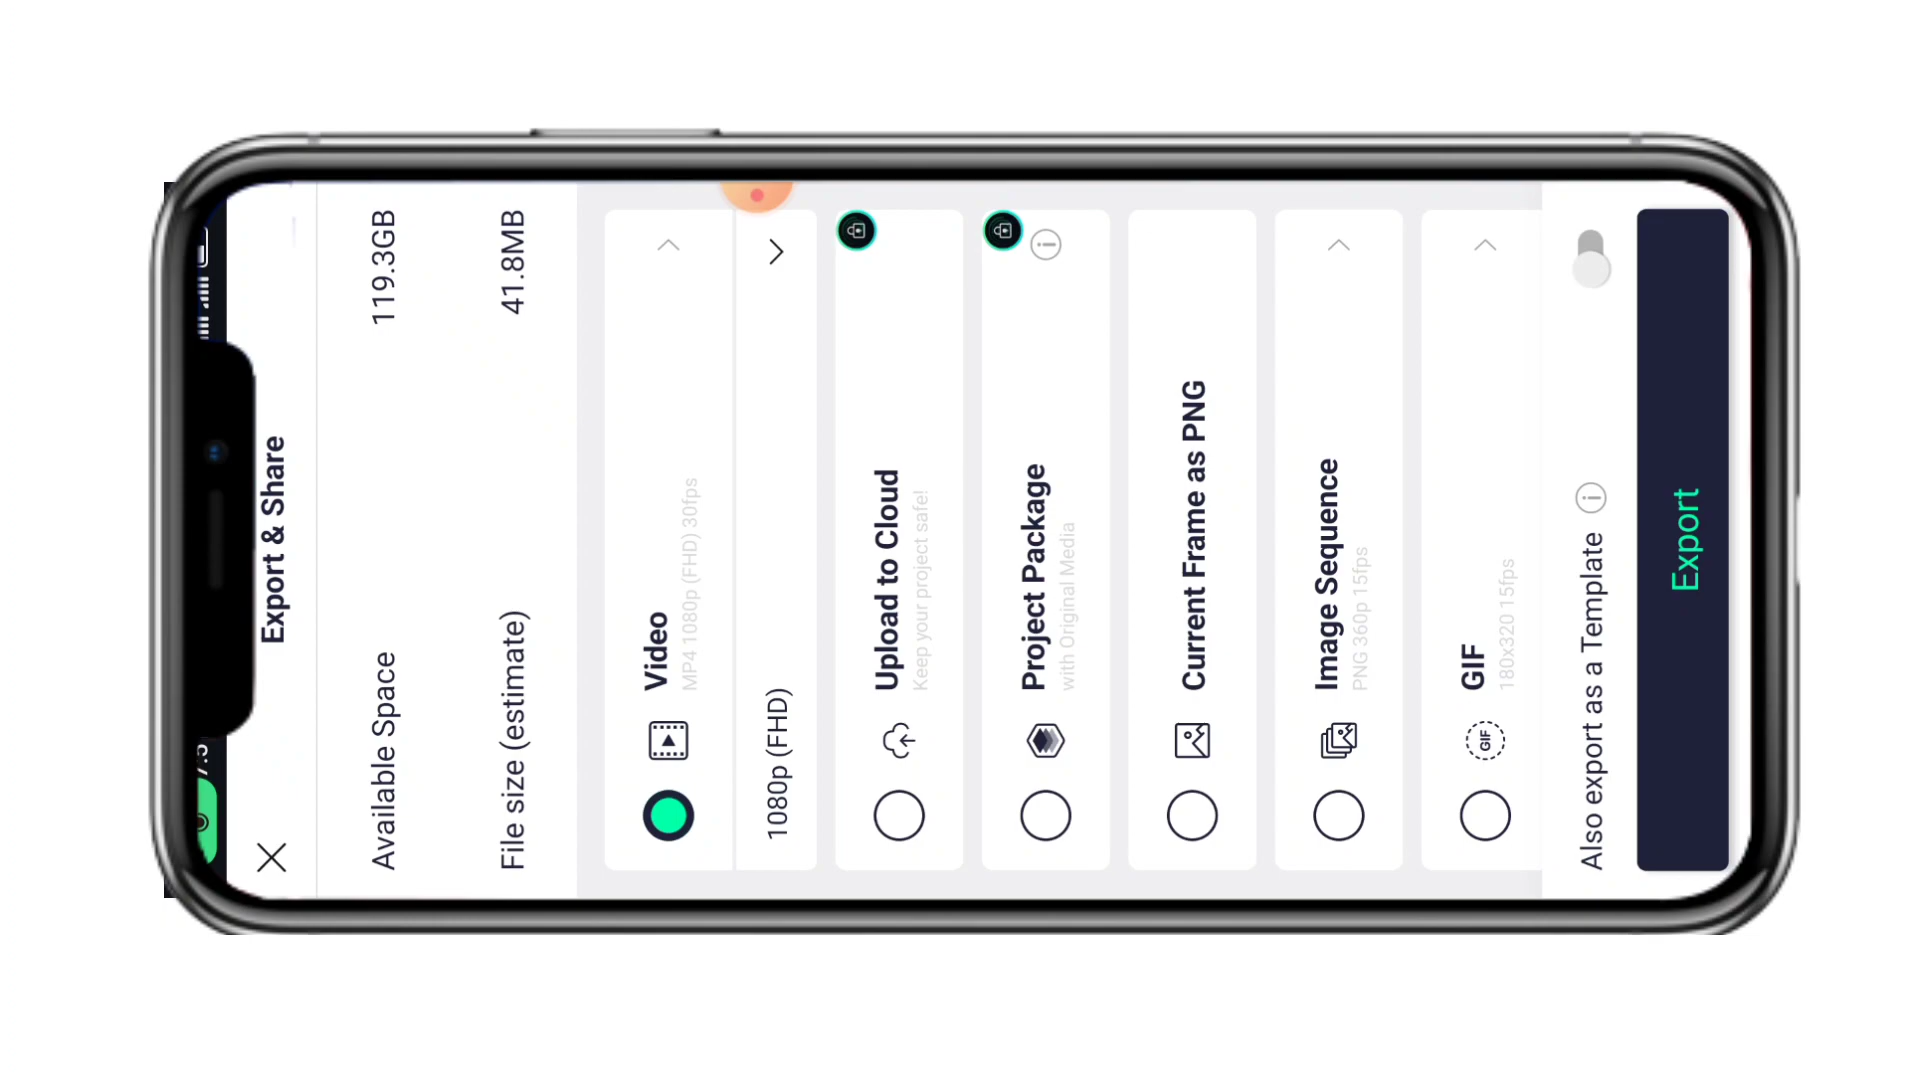 Export & Share
Available Space 119.3GB
File size (estimate) 41.8MB
Video
MP4 1080p (FHD) 30fps
1080p (FHD)
Upload to Cloud
Keep your project safe!
Project Package
with Original Media
Current Frame as PNG
Image Sequence
PNG 360p 15fps
GIF
GIF
180x320 15fps
Also export as a Template
Export